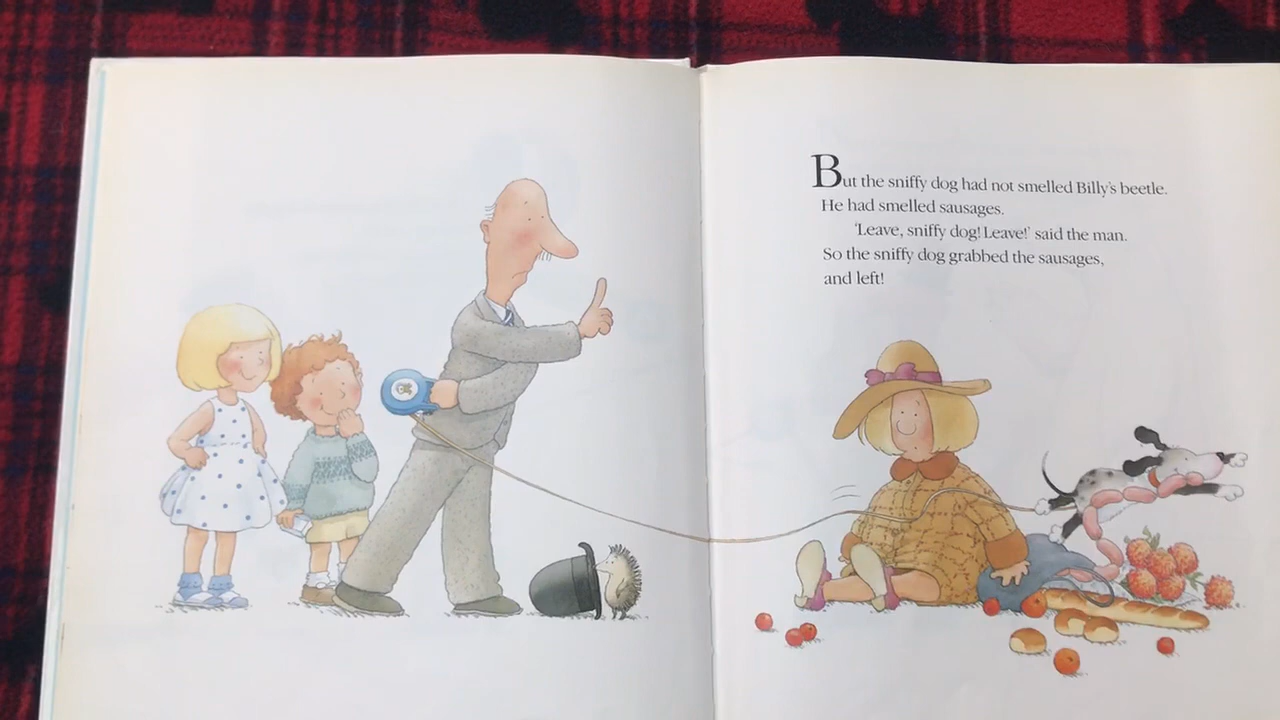 But the sniffy dog had not smelled Billy's beetle.
He had smelled sausages.
'Leave, sniffy dog! Leave!' said the man.
So the sniffy dog grabbed the sausages,
and left!